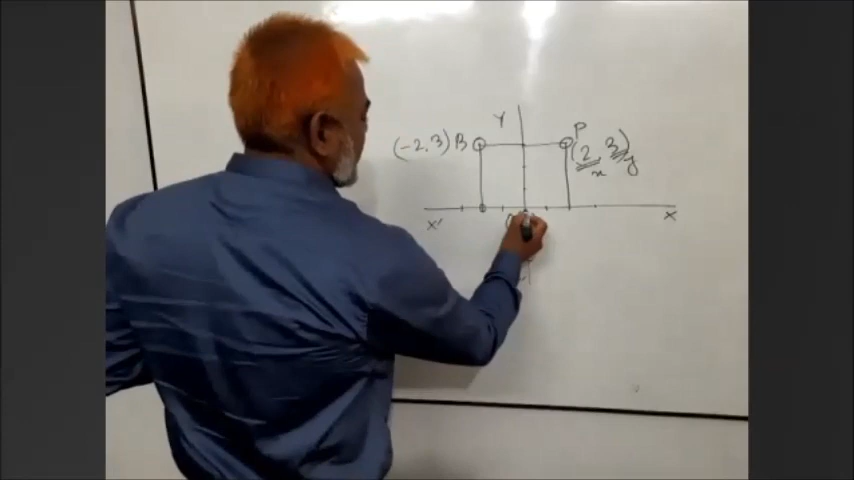 Y
P
(-2, 3) B
(2, 3)
x y
X'
X